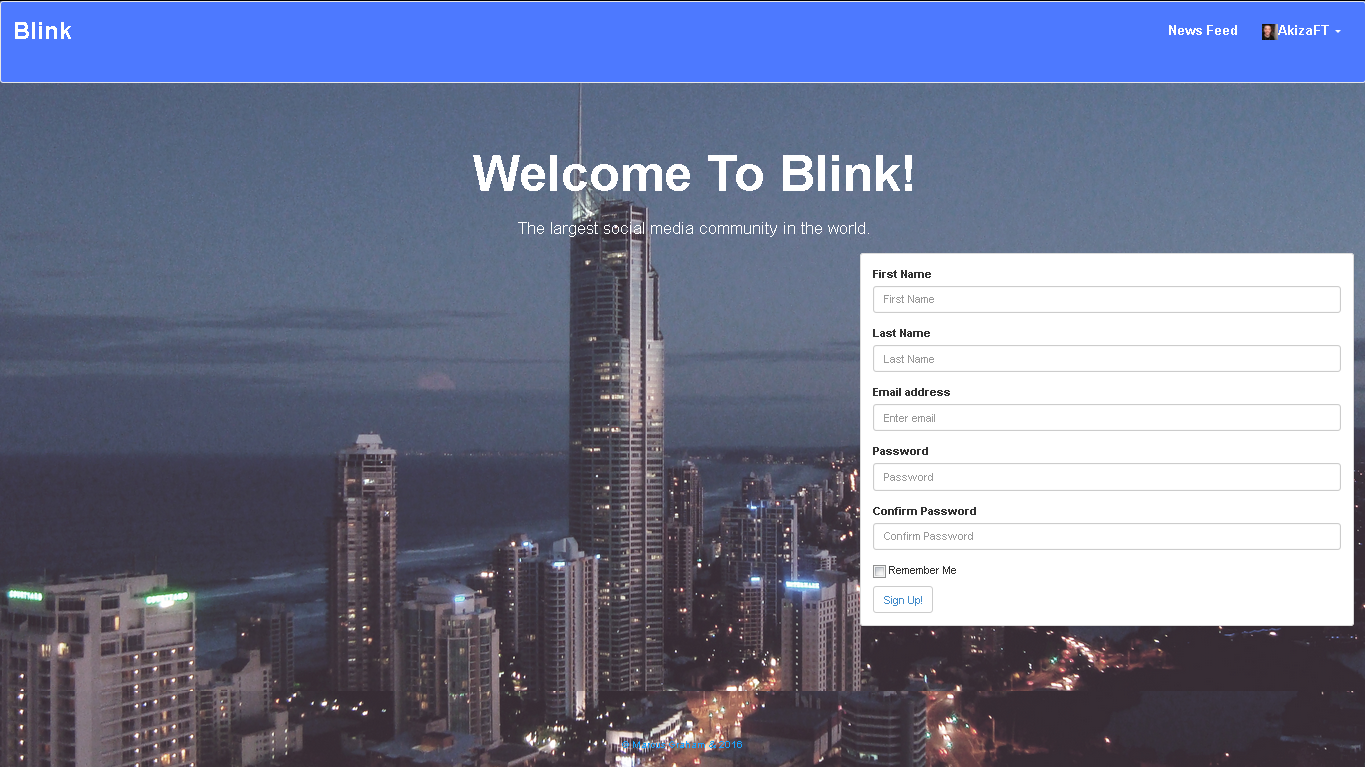 Blink
News Feed
AkizaFT
Welcome To Blink!
The largest social media community in the world.
First Name
First Name
Last Name
Last Name
Email address
Enter email
Password
Password
Confirm Password
Confirm Password
Remember Me
Sign Up!
2016